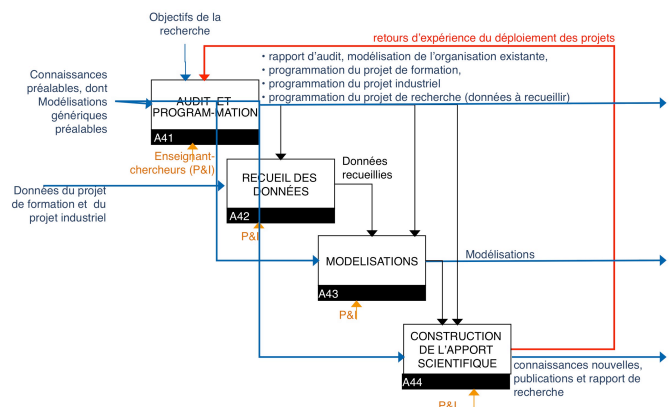 Objectifs de la
recherche
retours d'expérience du déploiement des projets
• rapport d'audit, modélisation de l'organisation existante,
• programmation du projet de formation,
• programmation du projet industriel
• programmation du projet de recherche (données à recueillir)
Connaissances
préalables, dont
Modélisations
génériques
préalables
AUDIT ET
PROGRAM-MATION
A41
Enseignant-
chercheurs (P&I)
Données du projet
de formation et du
projet industriel
RECUEIL DES
DONNÉES
A42
P&I
Données
recueillies
MODELISATIONS
A43
P&I
Modélisations
CONSTRUCTION
DE L'APPORT
SCIENTIFIQUE
A44
P&I
connaissances nouvelles,
publications et rapport de
recherche